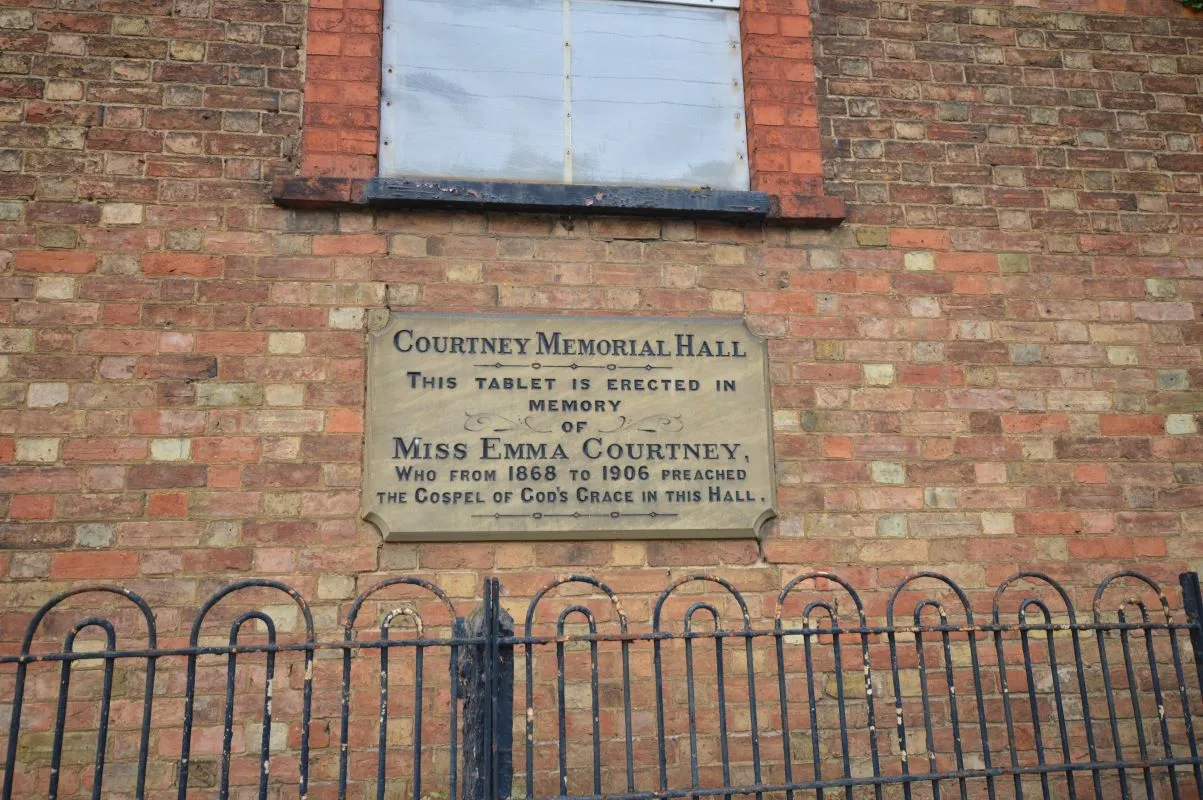 COURTNEY MEMORIAL HALL
THIS TABLET IS ERECTED IN
MEMORY
OF
MISS EMMA COURTNEY,
WHO FROM 1868 TO 1906 PREACHED
THE GOSPEL OF GOD'S GRACE IN THIS HALL.